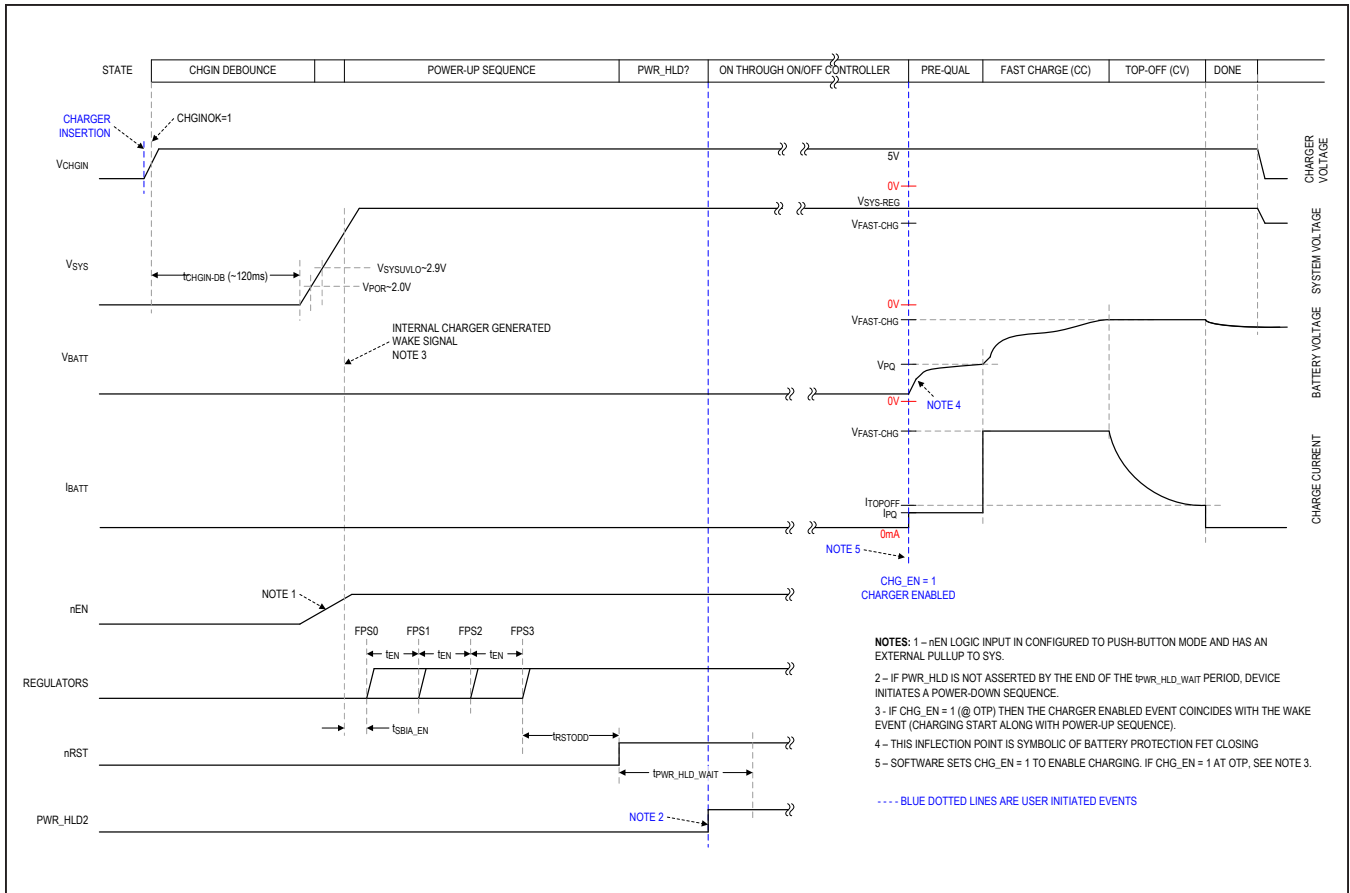 STATE
CHGIN DEBOUNCE
POWER-UP SEQUENCE
PWR_HLD?
ON THROUGH ON/OFF CONTROLLER
PRE-QUAL
FAST CHARGE (CC)
TOP-OFF (CV)
DONE
CHARGER
INSERTION
CHGINOK=1
VCHGIN
5V
0V
CHARGER
VOLTAGE
VSYS-REG
VFAST-CHG
VSYS
tCHGIN-DB (~120ms)
VSYSUVLO~2.9V
VPOR~2.0V
0V
SYSTEM VOLTAGE
INTERNAL CHARGER GENERATED
WAKE SIGNAL
NOTE 3
VFAST-CHG
VBATT
VPQ
0V
NOTE 4
BATTERY VOLTAGE
VFAST-CHG
IBATT
ITOPOFF
IPQ
0mA
CHARGE CURRENT
NOTE 5
CHG_EN = 1
CHARGER ENABLED
NOTE 1
nEN
FPS0
FPS1
FPS2
FPS3
tEN
tEN
tEN
REGULATORS
tSBIA_EN
tRSTODD
nRST
tPWR_HLD_WAIT
NOTE 2
PWR_HLD2
NOTES: 1 – nEN LOGIC INPUT IN CONFIGURED TO PUSH-BUTTON MODE AND HAS AN
EXTERNAL PULLUP TO SYS.
2 – IF PWR_HLD IS NOT ASSERTED BY THE END OF THE tPWR_HLD_WAIT PERIOD, DEVICE
INITIATES A POWER-DOWN SEQUENCE.
3 - IF CHG_EN = 1 (@ OTP) THEN THE CHARGER ENABLED EVENT COINCIDES WITH THE WAKE
EVENT (CHARGING START ALONG WITH POWER-UP SEQUENCE).
4 – THIS INFLECTION POINT IS SYMBOLIC OF BATTERY PROTECTION FET CLOSING
5 – SOFTWARE SETS CHG_EN = 1 TO ENABLE CHARGING. IF CHG_EN = 1 AT OTP, SEE NOTE 3.
---- BLUE DOTTED LINES ARE USER INITIATED EVENTS